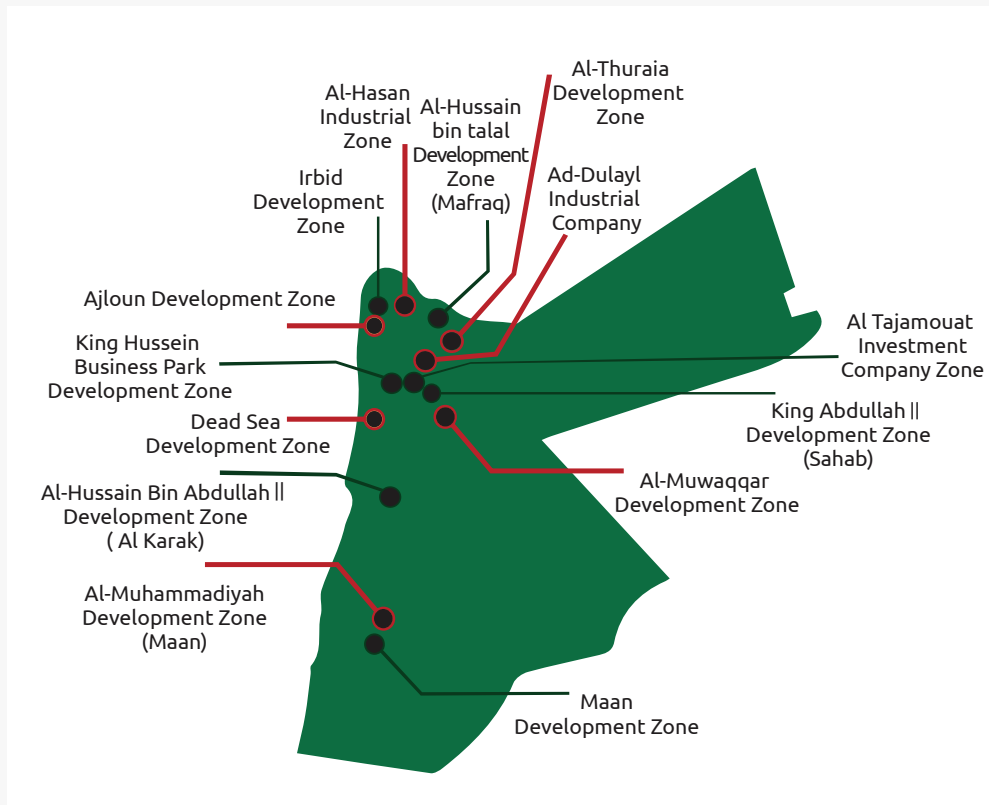 Al-Thuraia
Development
Zone
Al-Hasan
Industrial
Zone
Al-Hussain
bin talal
Development
Zone
(Mafraq)
Ad-Dulayl
Industrial
Company
Irbid
Development
Zone
Ajloun Development Zone
King Hussein
Business Park
Development Zone
Al Tajamouat
Investment
Company Zone
Dead Sea
Development Zone
King Abdullah ||
Development Zone
(Sahab)
Al-Muwaqqar
Development Zone
Al-Hussain Bin Abdullah ||
Development Zone
( Al Karak)
Al-Muhammadiyah
Development Zone
(Maan)
Maan
Development Zone